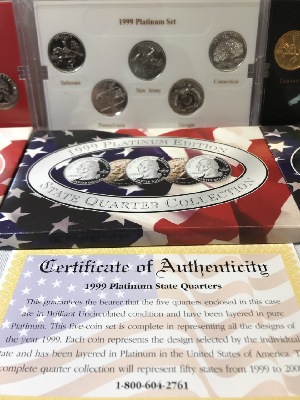 1999 Platinum Set
Delaware
New Jersey
Connecticut
Pennsylvania
Georgia
1999 PLATINUM EDITION
STATE QUARTER COLLECTION
Certificate of Authenticity
1999 Platinum State Quarters
This guarantees the bearer that the five quarters enclosed in this case
are in Brilliant Uncirculated condition and have been layered in pure
Platinum. This five-coin set is complete in representing all the designs of
the year 1999. Each coin represents the design selected by the individual
state and has been layered in Platinum in the United States of America.
complete quarter collection will represent fifty states from 1999 to
1-800-604-2761